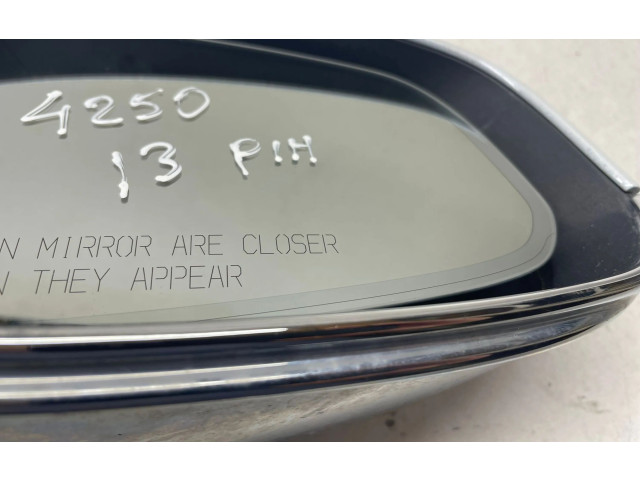 4250
13 PIH
N MIRROR ARE CLOSER
N THEY APPEAR